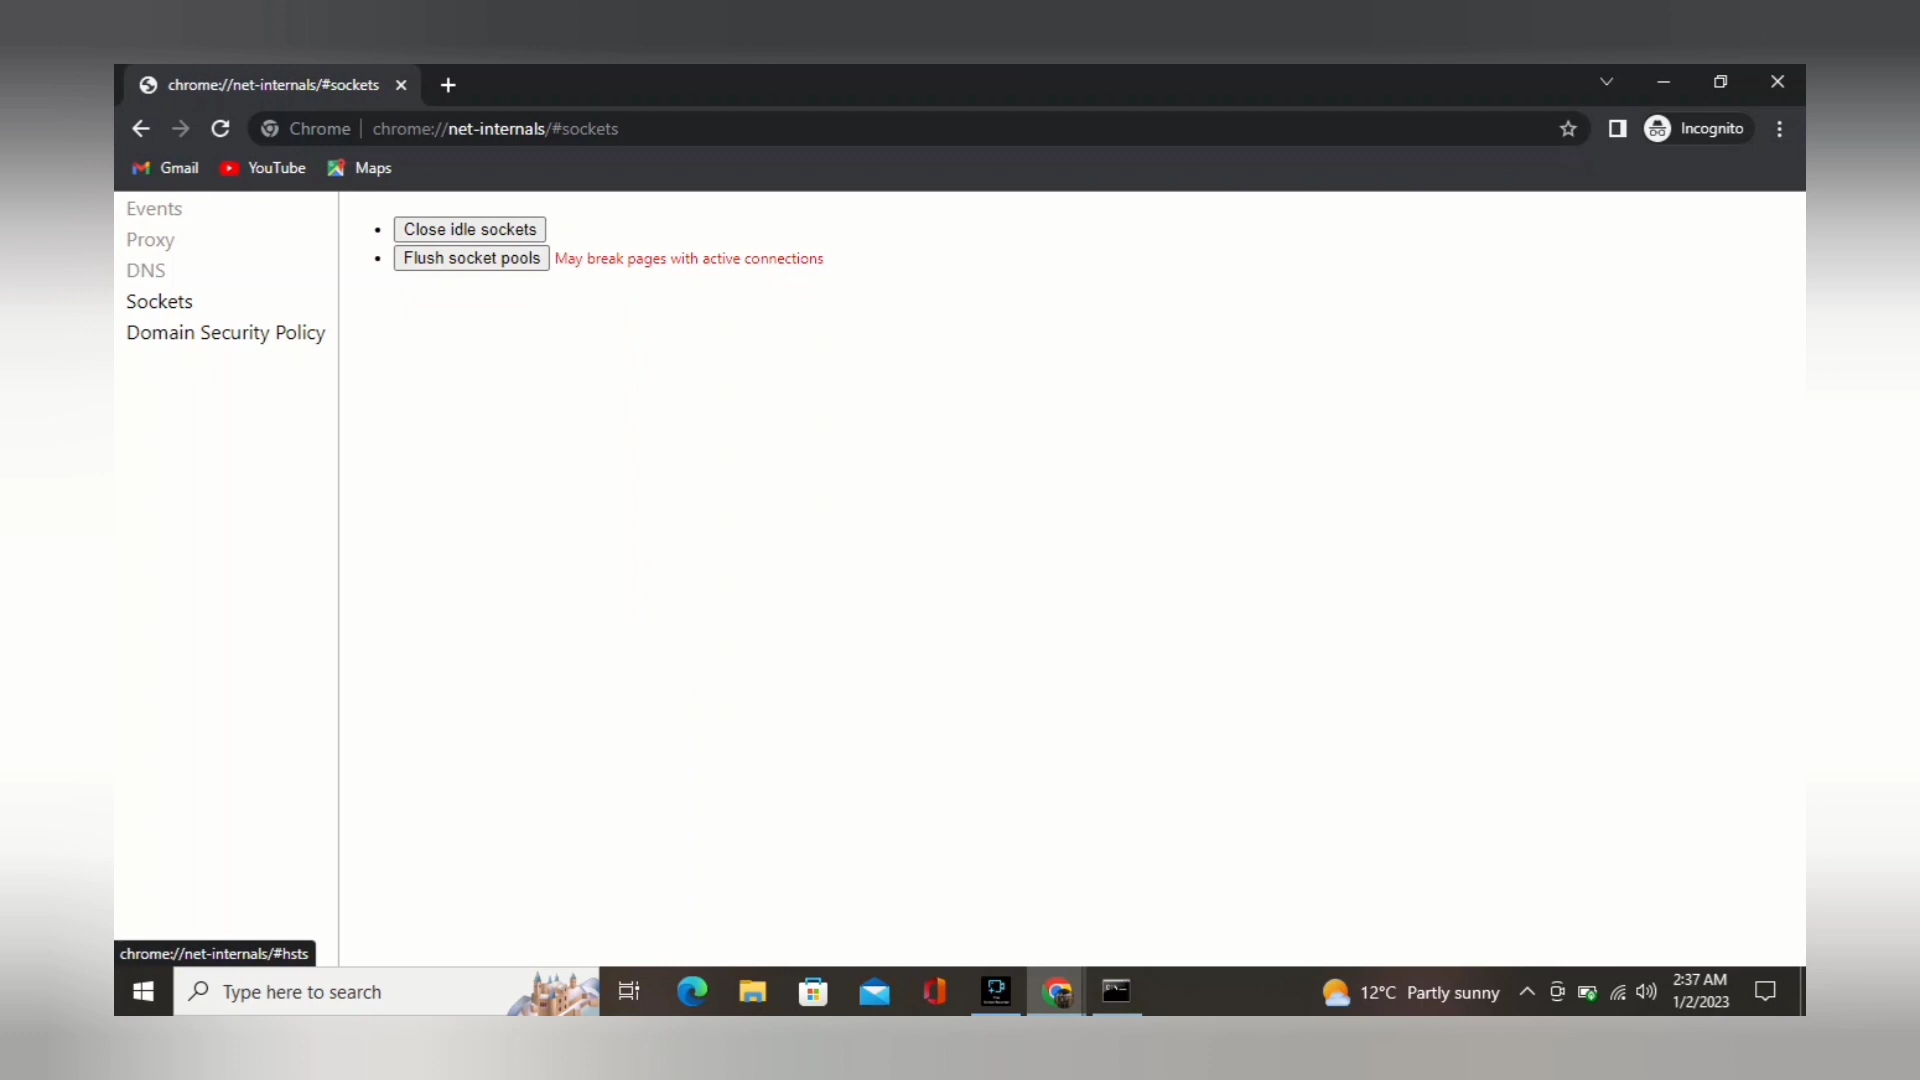 chrome://net-internals/#sockets
Chrome | chrome://net-internals/#sockets
Incognito
Gmail YouTube Maps
Events
Proxy
DNS
Sockets
Domain Security Policy
Close idle sockets
Flush socket pools May break pages with active connections
chrome://net-internals/#hsts
Type here to search
12°C Partly sunny
2:37 AM
1/2/2023